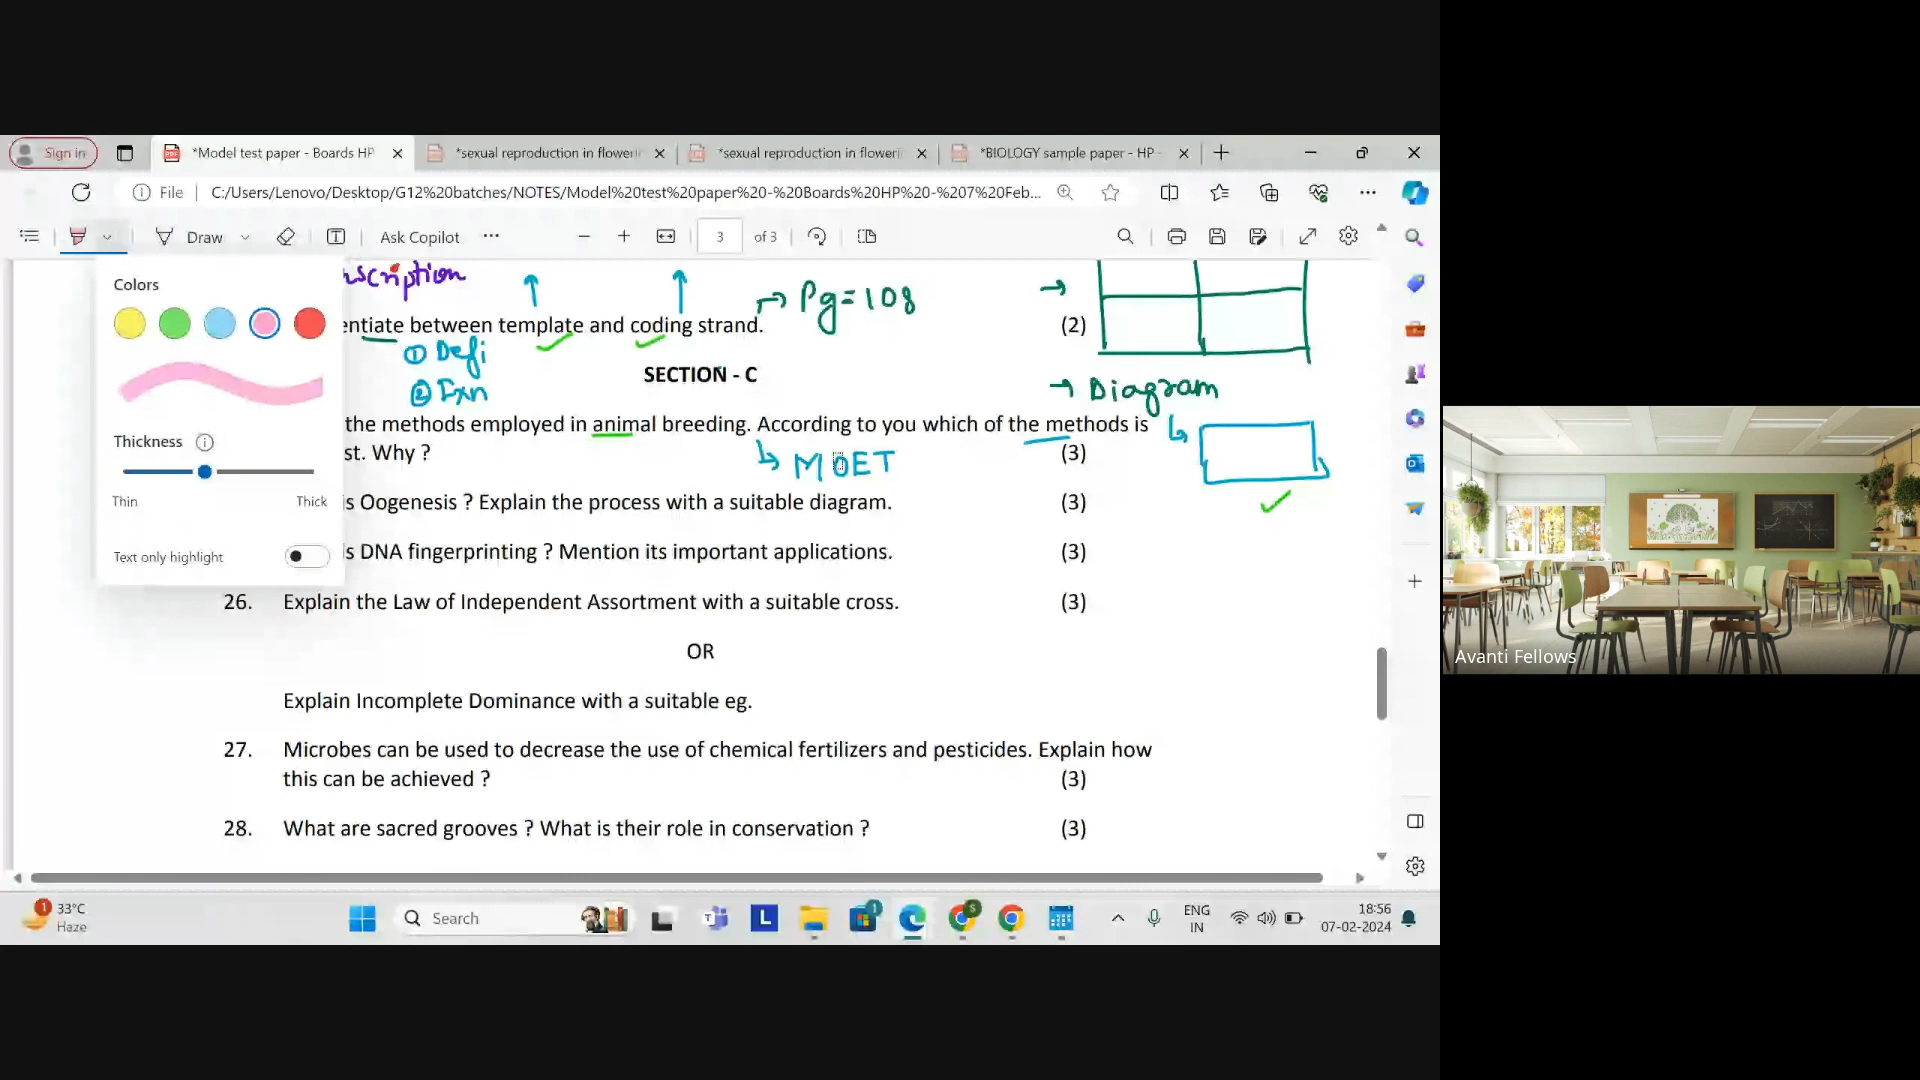 Sign in
*Model test paper - Boards HP
*sexual reproduction in floweri
*sexual reproduction in floweri
*BIOLOGY sample paper - HP -
File
C:/Users/Lenovo/Desktop/G12%20batches/NOTES/Model%20test%20paper%20-%20Boards%20HP%20-%207%20Feb...
Draw
Ask Copilot
3
of 3
Colors
Thickness
Thin
Thick
Text only highlight
nscription
Pg=108
entiate between template and coding strand.
(2)
① Defi
② Fxn
SECTION - C
Diagram
the methods employed in animal breeding. According to you which of the methods is
st. Why ?
MOET
(3)
s Oogenesis ? Explain the process with a suitable diagram.
(3)
s DNA fingerprinting ? Mention its important applications.
(3)
26. Explain the Law of Independent Assortment with a suitable cross.
(3)
OR
Explain Incomplete Dominance with a suitable eg.
27. Microbes can be used to decrease the use of chemical fertilizers and pesticides. Explain how
this can be achieved ?
(3)
28. What are sacred grooves ? What is their role in conservation ?
(3)
Avanti Fellows
1
33°C
Haze
Search
L
1
S
ENG
IN
18:56
07-02-2024